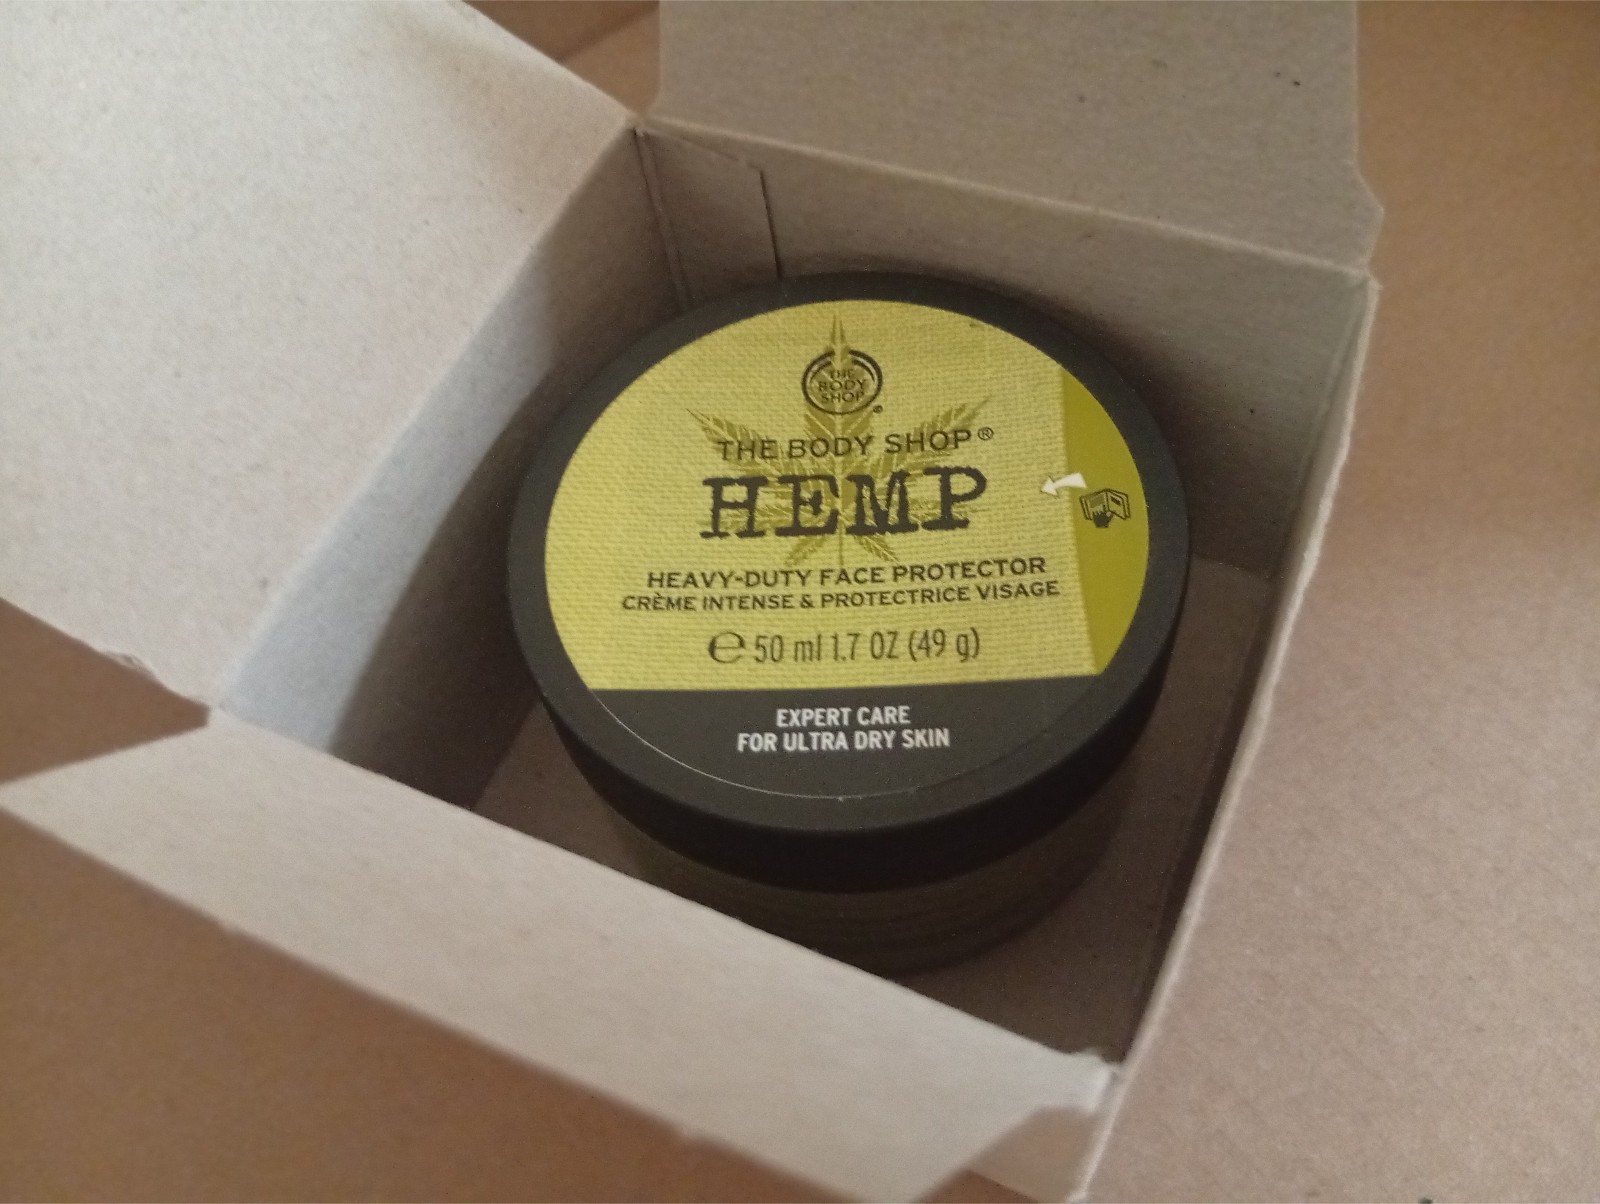 THE
BODY
SHOP®
THE BODY SHOP®
HEMP
HEAVY-DUTY FACE PROTECTOR
CRÈME INTENSE & PROTECTRICE VISAGE
℮ 50 ml 1.7 OZ (49 g)
EXPERT CARE
FOR ULTRA DRY SKIN